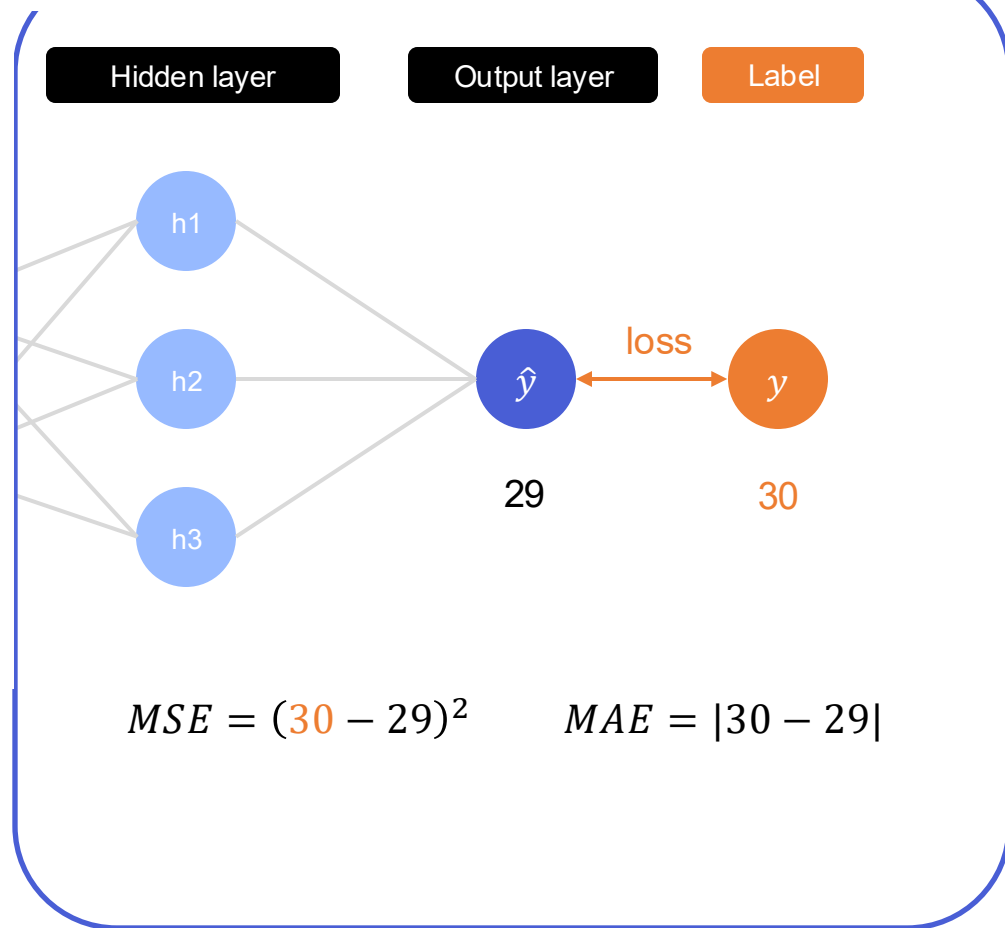 Hidden layer
Output layer
Label
h1
h2
h3
ŷ
loss
y
29
30
MSE = (30 − 29)²
MAE = |30 − 29|